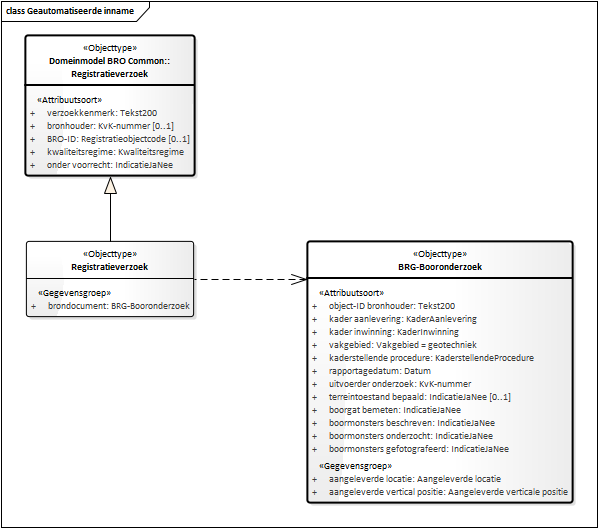 class Geautomatiseerde inname
«Objecttype»
Domeinmodel BRO Common::
Registratieverzoek
«Attribuutsoort»
+ verzoekkenmerk: Tekst200
+ bronhouder: KvK-nummer [0..1]
+ BRO-ID: Registratieobjectcode [0..1]
+ kwaliteitsregime: Kwaliteitsregime
+ onder voorrecht: IndicatieJaNee
«Objecttype»
Registratieverzoek
«Gegevensgroep»
+ brondocument: BRG-Booronderzoek
«Objecttype»
BRG-Booronderzoek
«Attribuutsoort»
+ object-ID bronhouder: Tekst200
+ kader aanlevering: KaderAanlevering
+ kader inwinning: KaderInwinning
+ vakgebied: Vakgebied = geotechniek
+ kaderstellende procedure: KaderstellendeProcedure
+ rapportagedatum: Datum
+ uitvoerder onderzoek: KvK-nummer
+ terreintoestand bepaald: IndicatieJaNee [0..1]
+ boorgat bemeten: IndicatieJaNee
+ boormonsters beschreven: IndicatieJaNee
+ boormonsters onderzocht: IndicatieJaNee
+ boormonsters gefotografeerd: IndicatieJaNee
«Gegevensgroep»
+ aangeleverde locatie: Aangeleverde locatie
+ aangeleverde vertical positie: Aangeleverde verticale positie